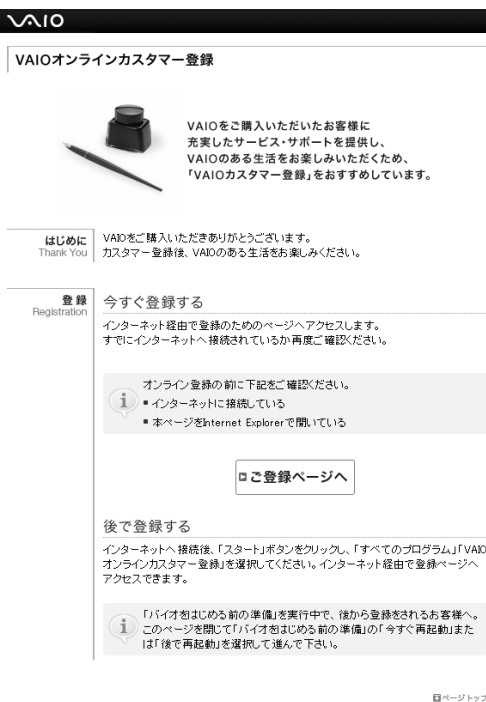 VAIO
VAIOオンラインカスタマー登録
VAIOをご購入いただいたお客様に
充実したサービス・サポートを提供し、
VAIOのある生活をお楽しみいただくため、
「VAIOカスタマー登録」をおすすめしています。
はじめに
Thank You
VAIOをご購入いただきありがとうございます。
カスタマー登録後、VAIOのある生活をお楽しみください。
登録
Registration
今すぐ登録する
インターネット経由で登録のためのページへアクセスします。
すでにインターネットへ接続されているか再度ご確認ください。
オンライン登録の前に下記をご確認ください。
■ インターネットに接続している
■ 本ページをInternet Explorerで開いている
ご登録ページへ
後で登録する
インターネットへ接続後、「スタート」ボタンをクリックし、「すべてのプログラム」「VAIO
オンラインカスタマー登録」を選択してください。インターネット経由で登録ページへ
アクセスできます。
「バイオをはじめる前の準備」を実行中で、後から登録をされるお客様へ。
このページを閉じて「バイオをはじめる前の準備」の「今すぐ再起動」また
は「後で再起動」を選択して進んで下さい。
ページトップ